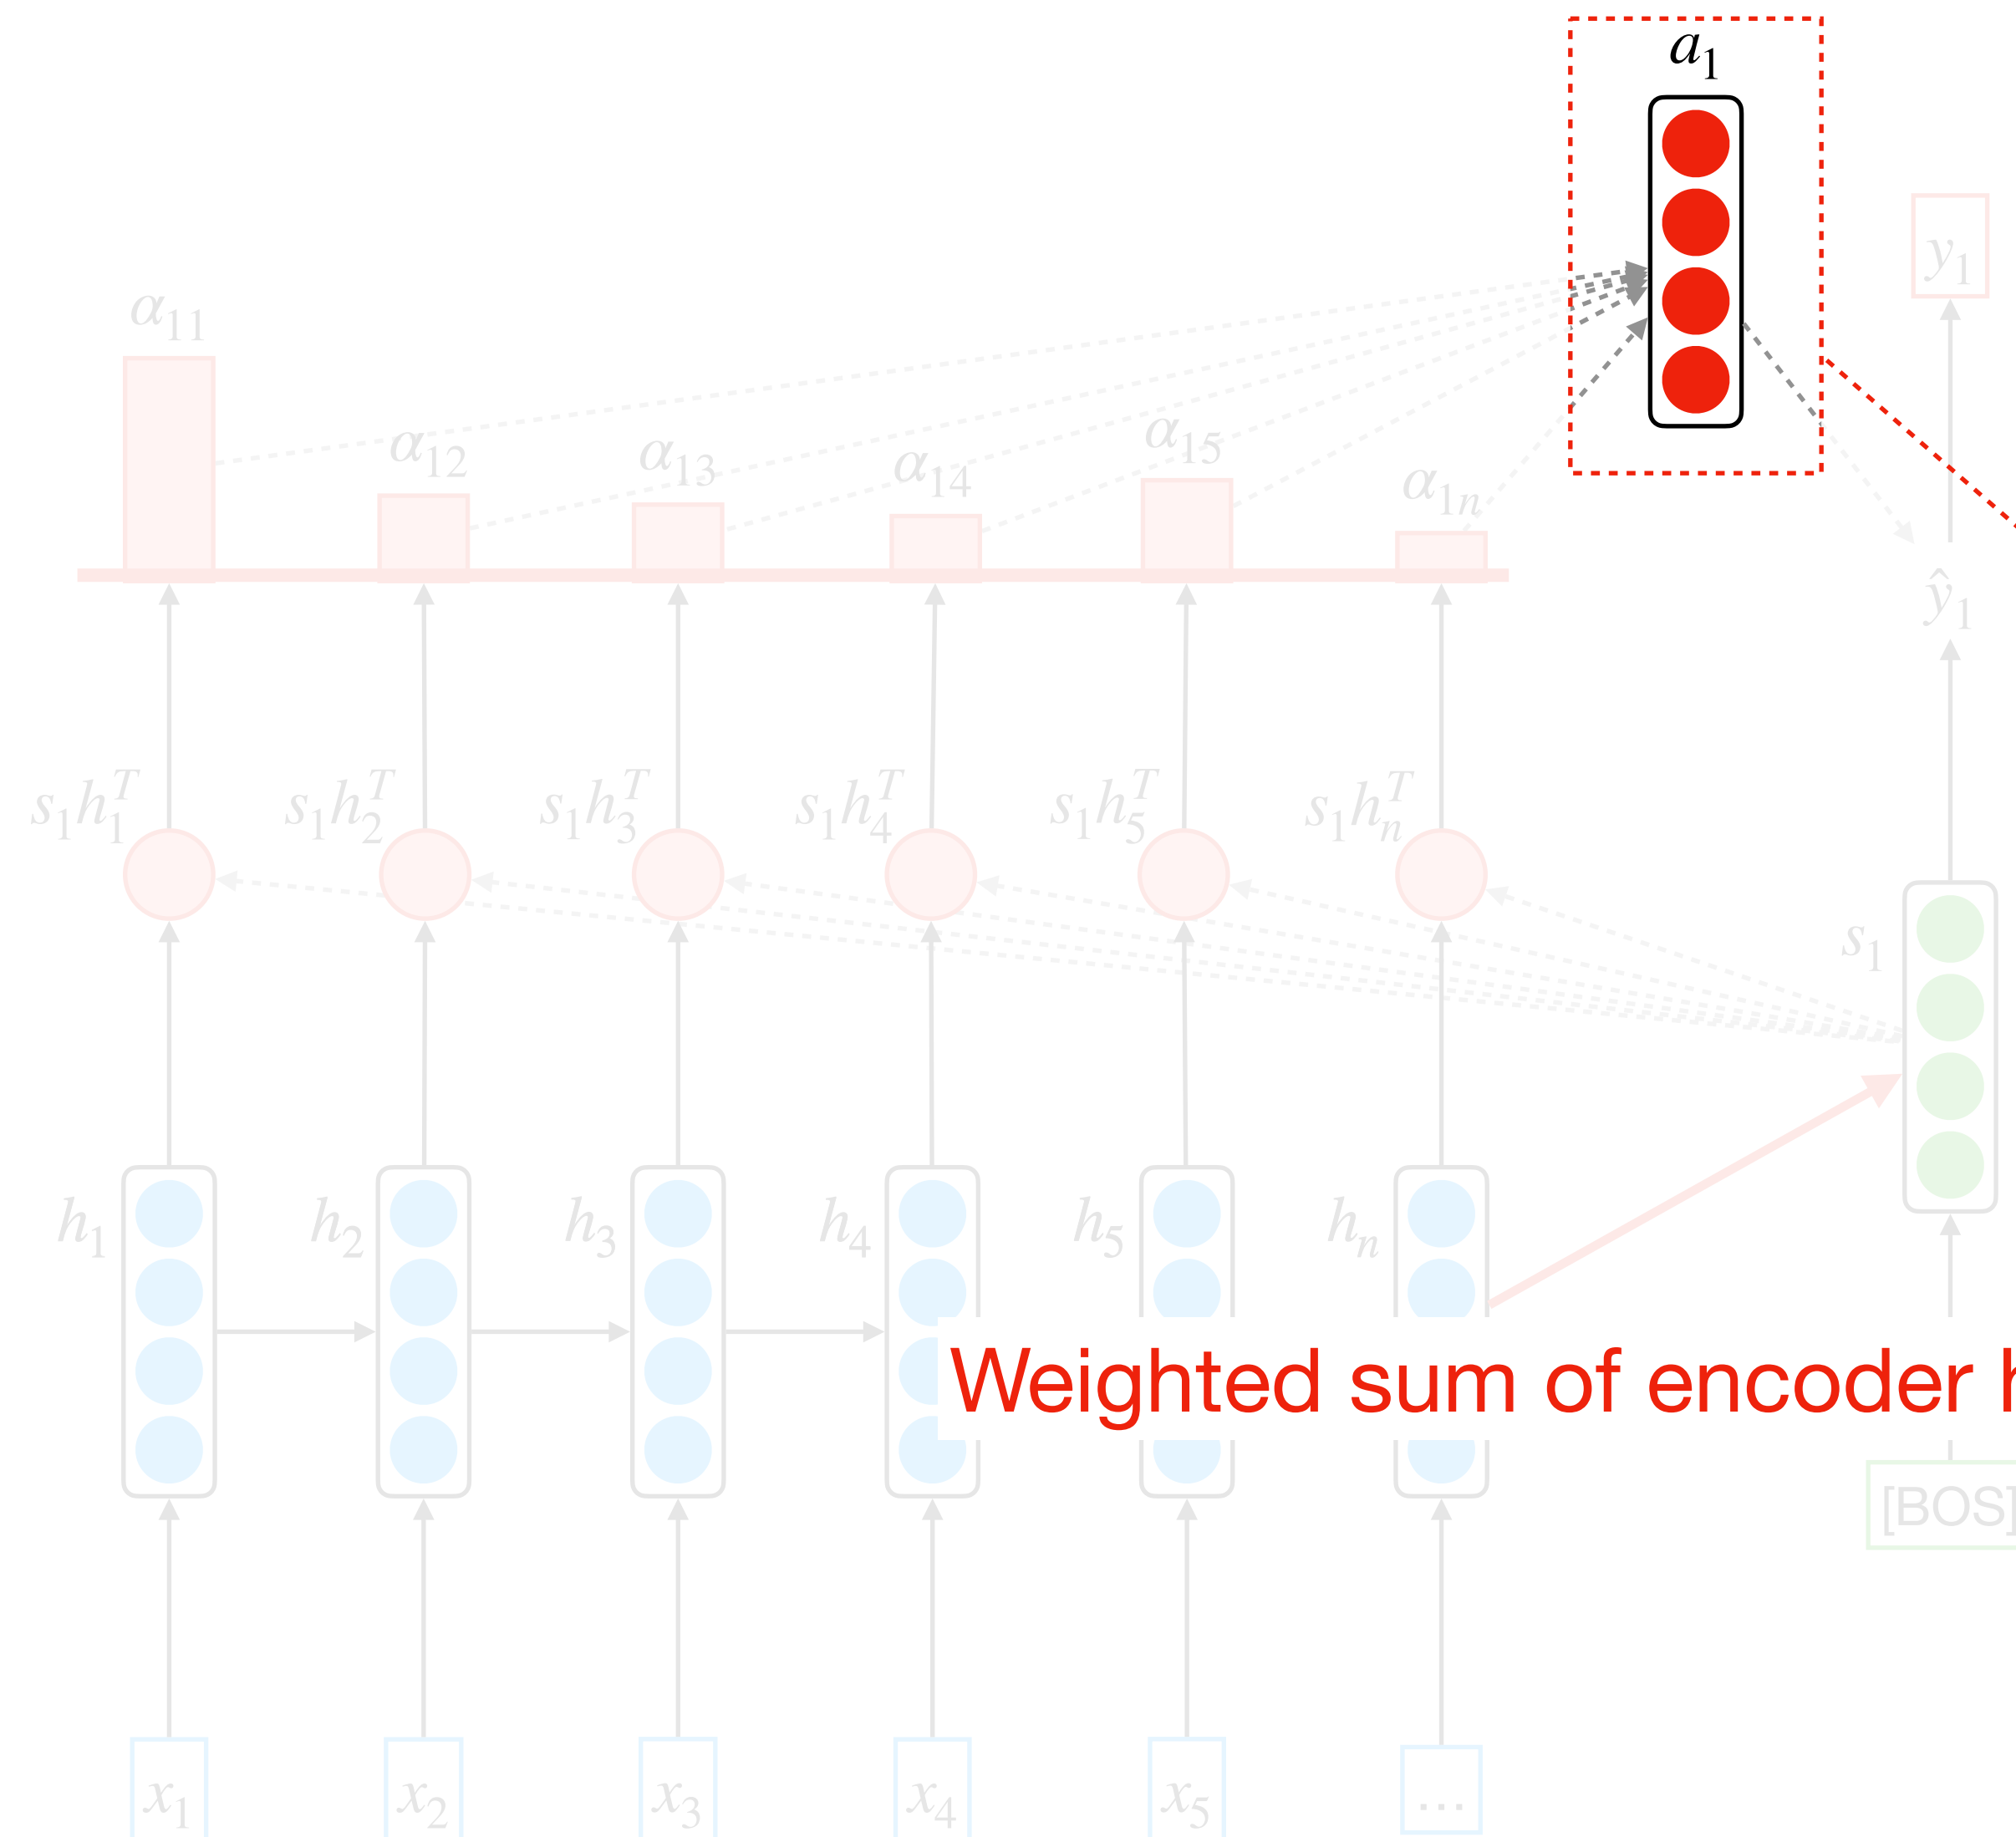 a₁
y₁
α₁₁
α₁₂
α₁₃
α₁₄
α₁₅
α₁ₙ
ŷ₁
s₁h₁ᵀ
s₁h₂ᵀ
s₁h₃ᵀ
s₁h₄ᵀ
s₁h₅ᵀ
s₁hₙᵀ
s₁
h₁
h₂
h₃
h₄
h₅
hₙ
Weighted sum of encoder
[BOS]
x₁
x₂
x₃
x₄
x₅
...